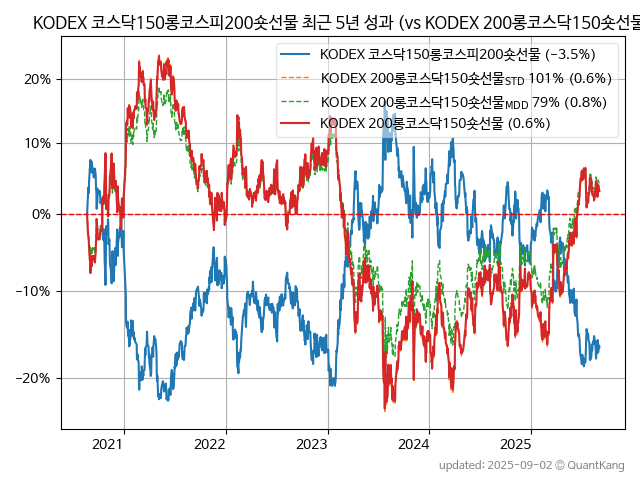 KODEX 코스닥150롱코스피200숏선물 최근 5년 성과 (vs KODEX 200롱코스닥150숏선물
KODEX 코스닥150롱코스피200숏선물 (−3.5%)
KODEX 200롱코스닥150숏선물STD 101% (0.6%)
KODEX 200롱코스닥150숏선물MDD 79% (0.8%)
KODEX 200롱코스닥150숏선물 (0.6%)
20%
10%
0%
−10%
−20%
2021 2022 2023 2024 2025
updated: 2025-09-02 © QuantKang